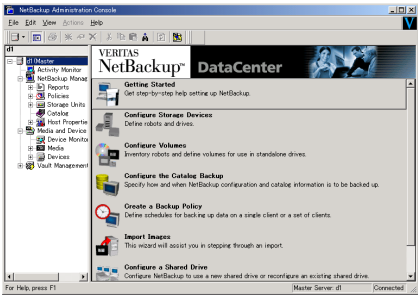 NetBackup Administration Console
File Edit View Actions Help
d1
d1 (Master
Activity Monitor
NetBackup Manag
Reports
Policies
Storage Units
Catalog
Host Propertie
Media and Device
Device Monito
Media
Devices
Vault Management
VERITAS
NetBackup™ DataCenter
Getting Started
Get step-by-step help setting up NetBackup.
Configure Storage Devices
Define robots and drives.
Configure Volumes
Inventory robots and define volumes for use in standalone drives.
Configure the Catalog Backup
Specify how and when NetBackup configuration and catalog information is to be backed up.
Create a Backup Policy
Define schedules for backing up data on a single client or a set of clients.
Import Images
This wizard will assist you in stepping through an import.
Configure a Shared Drive
Configure NetBackup to use a new shared drive or reconfigure an existing shared drive.
For Help, press F1
Master Server: d1
Connected